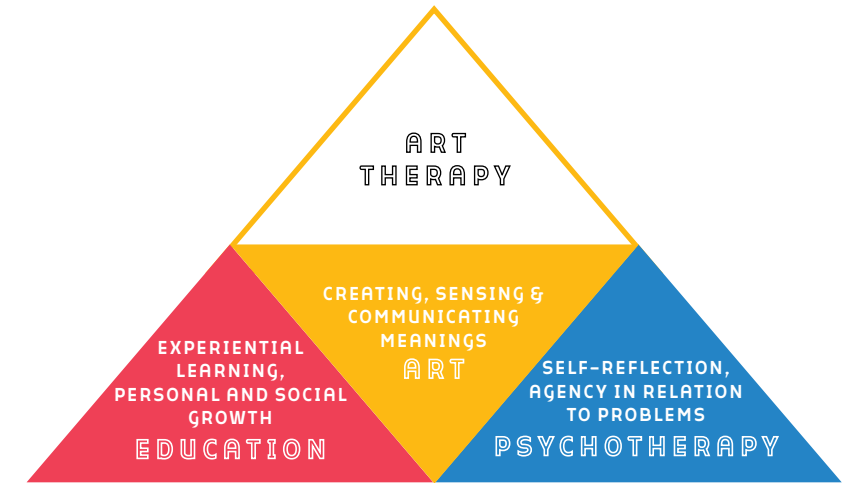 ART
THERAPY
CREATING, SENSING &
COMMUNICATING
MEANINGS
ART
EXPERIENTIAL
LEARNING,
PERSONAL AND SOCIAL
GROWTH
EDUCATION
SELF-REFLECTION,
AGENCY IN RELATION
TO PROBLEMS
PSYCHOTHERAPY